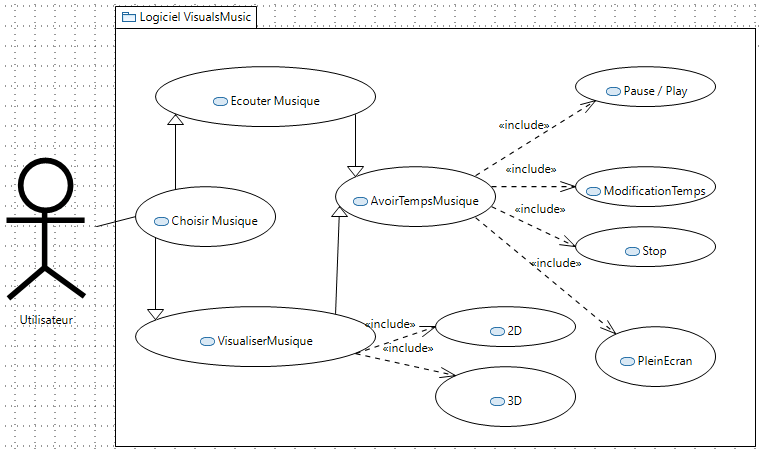 Logiciel VisualsMusic
Ecouter Musique
Pause / Play
«include»
«include»
ModificationTemps
AvoirTempsMusique
«include»
Choisir Musique
Stop
«include»
Utilisateur
«include»
2D
VisualiserMusique
«include»
PleinEcran
3D